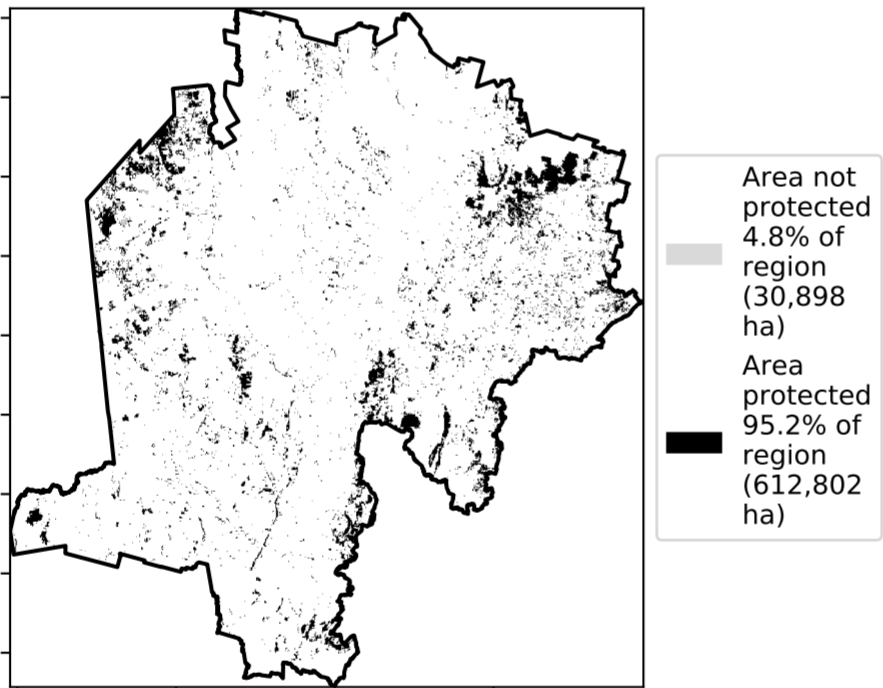 Area not
protected
4.8% of
region
(30,898
ha)
Area
protected
95.2% of
region
(612,802
ha)